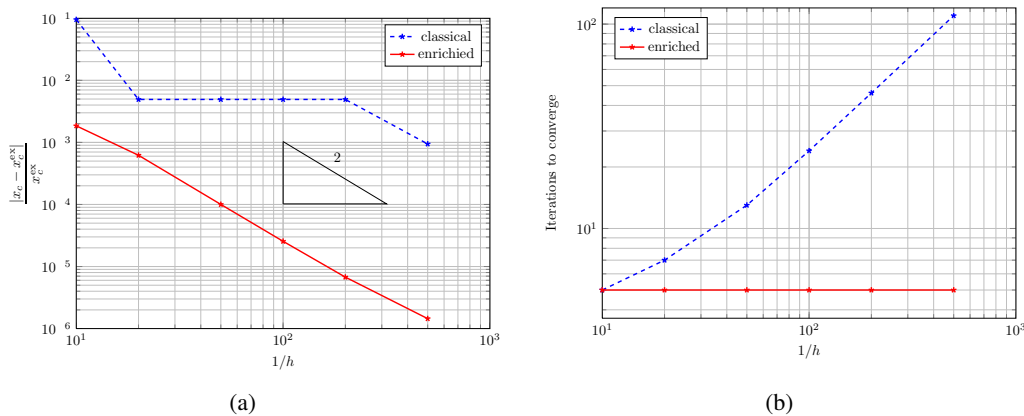 10^-1
10^-2
10^-3
10^-4
10^-5
10^-6
|x_c − x_c^ex|
x_c^ex
classical
enrichied
2
10^1
10^2
10^3
1/h
(a)
10^2
10^1
Iterations to converge
classical
enriched
10^1
10^2
10^3
1/h
(b)